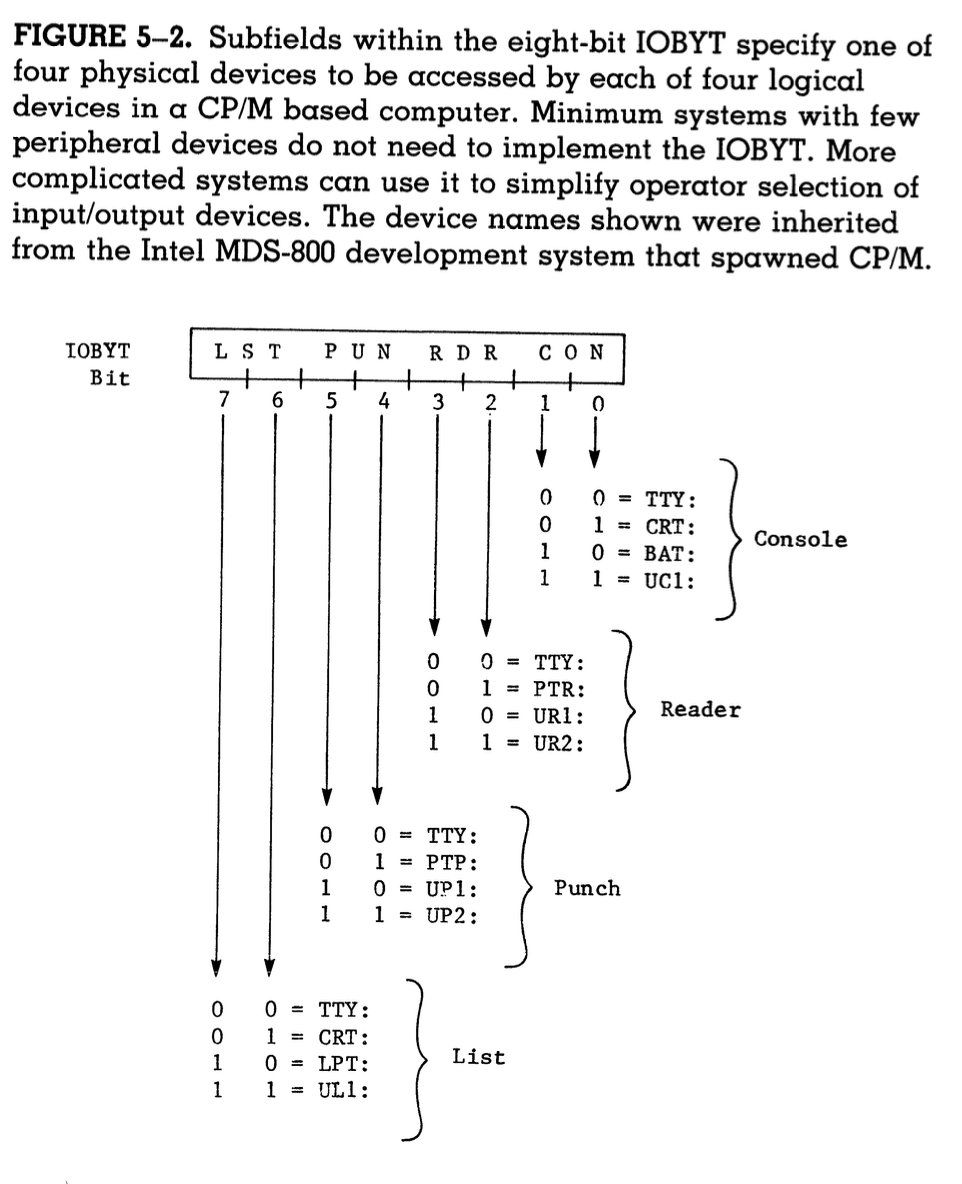 FIGURE 5–2. Subfields within the eight-bit IOBYT specify one of
four physical devices to be accessed by each of four logical
devices in a CP/M based computer. Minimum systems with few
peripheral devices do not need to implement the IOBYT. More
complicated systems can use it to simplify operator selection of
input/output devices. The device names shown were inherited
from the Intel MDS-800 development system that spawned CP/M.
IOBYT L S T P U N R D R C O N
Bit
7 6 5 4 3 2 1 0
0 0 = TTY:
0 1 = CRT:
1 0 = BAT:
1 1 = UC1:
Console
0 0 = TTY:
0 1 = PTR:
1 0 = UR1:
1 1 = UR2:
Reader
0 0 = TTY:
0 1 = PTP:
1 0 = UP1:
1 1 = UP2:
Punch
0 0 = TTY:
0 1 = CRT:
1 0 = LPT:
1 1 = UL1:
List